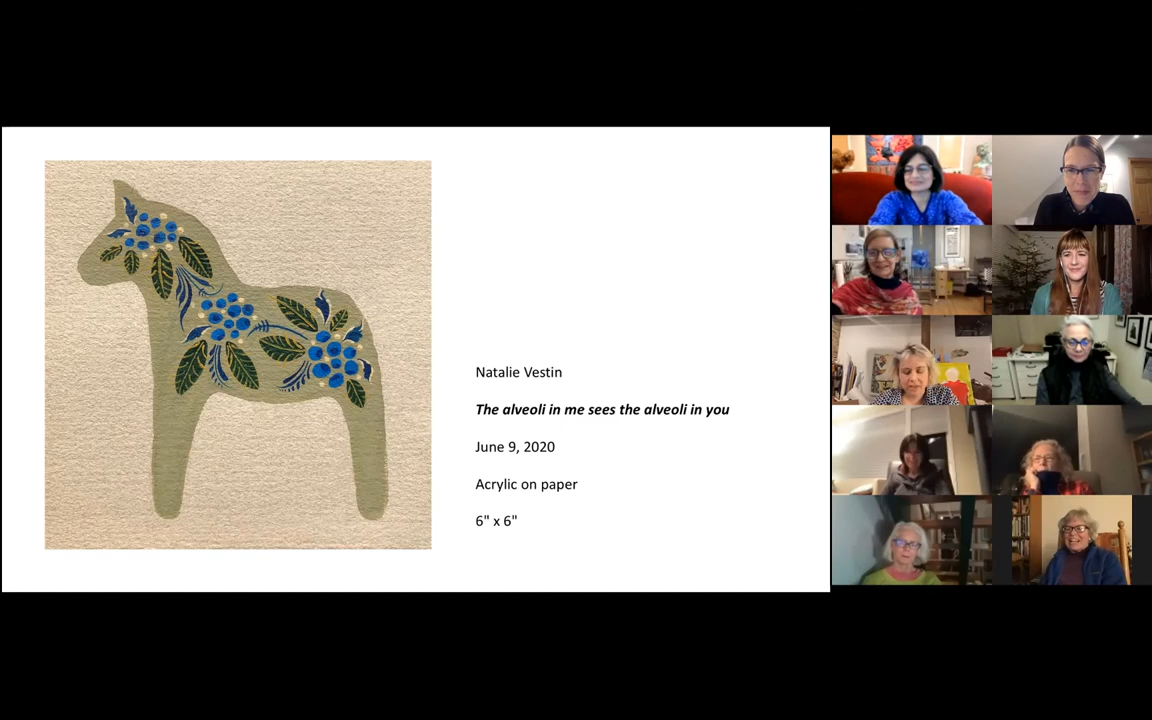 Natalie Vestin
The alveoli in me sees the alveoli in you
June 9, 2020
Acrylic on paper
6" x 6"